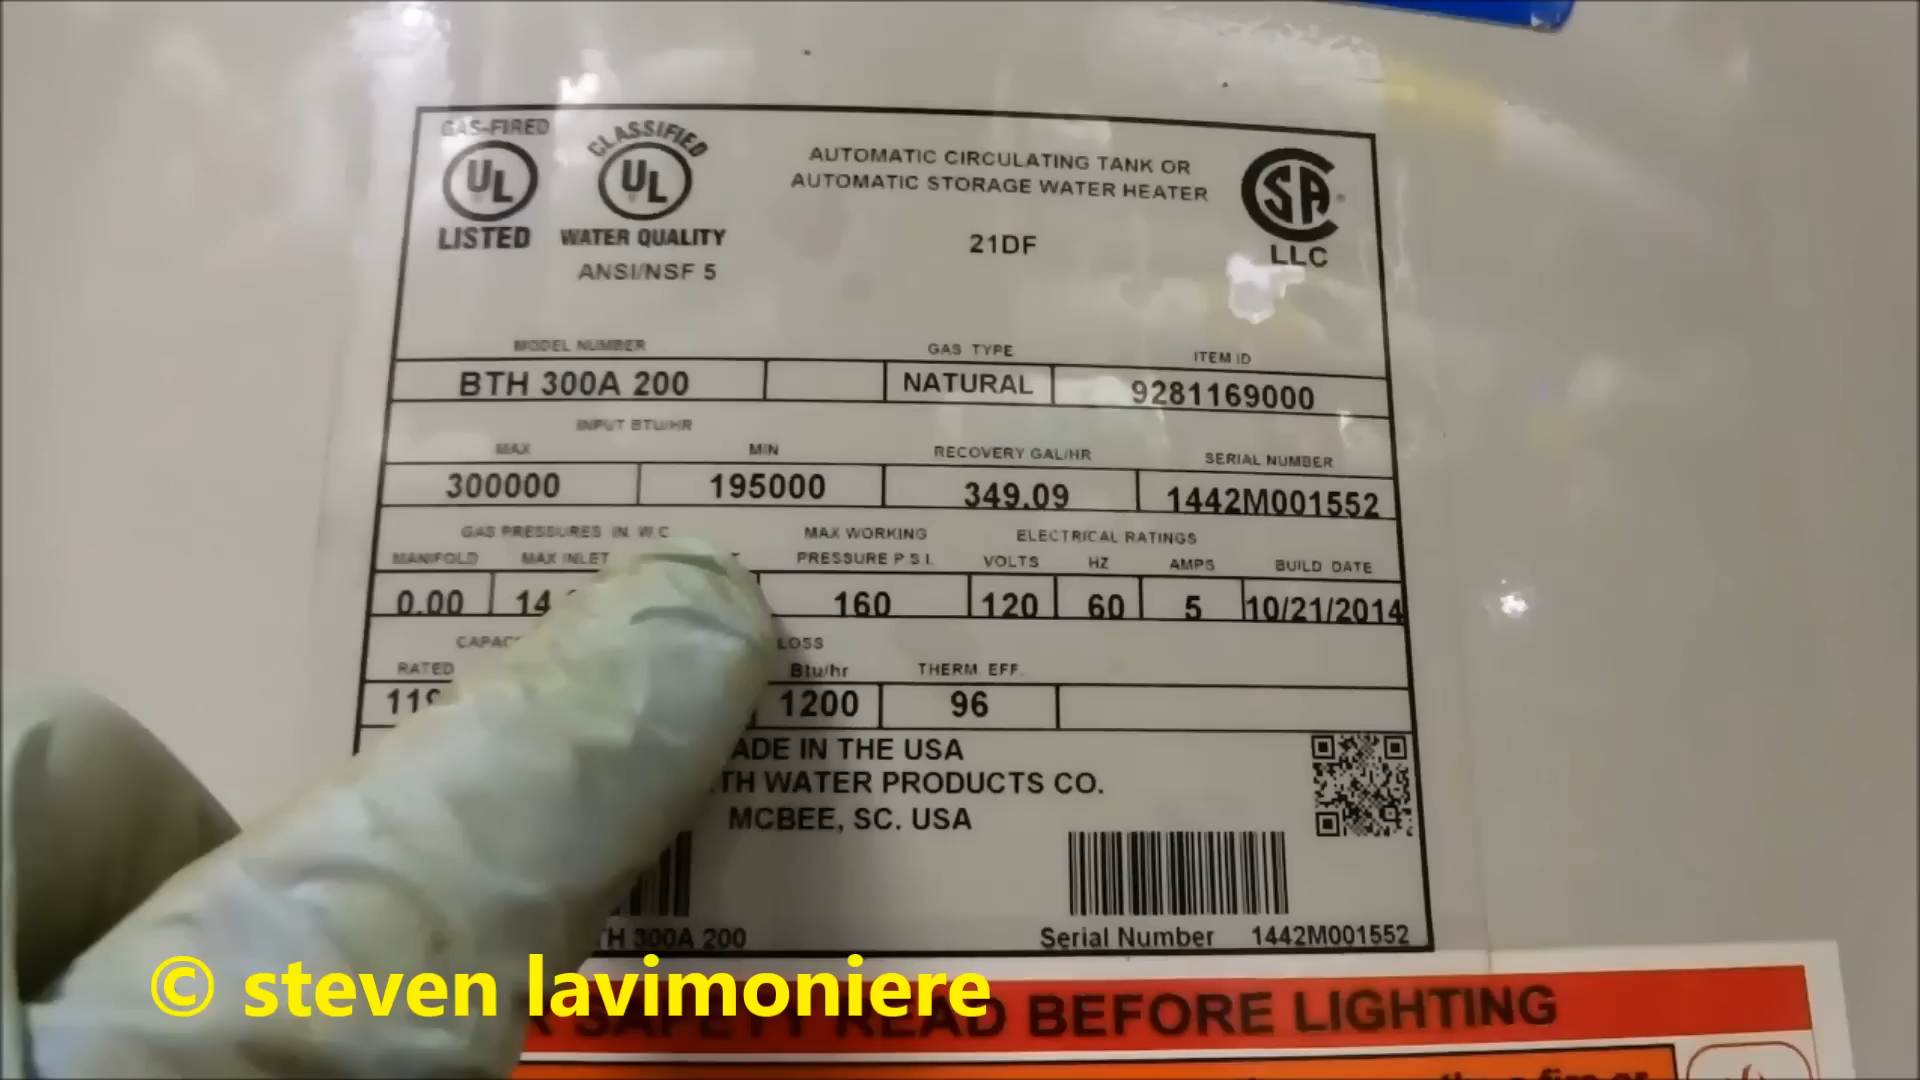 GAS-FIRED
UL
LISTED
CLASSIFIED
UL
WATER QUALITY
ANSI/NSF 5
AUTOMATIC CIRCULATING TANK OR
AUTOMATIC STORAGE WATER HEATER
21DF
SA
LLC
MODEL NUMBER GAS TYPE ITEM ID
BTH 300A 200 NATURAL 9281169000
INPUT BTU/HR
MAX MIN RECOVERY GAL/HR SERIAL NUMBER
300000 195000 349.09 1442M001552
GAS PRESSURES IN. W.C MAX WORKING ELECTRICAL RATINGS
MANIFOLD MAX INLET PRESSURE P.S.I. VOLTS HZ AMPS BUILD DATE
0.00 14 160 120 60 5 10/21/2014
LOSS
RATED Btu/hr THERM. EFF.
119 1200 96
ADE IN THE USA
TH WATER PRODUCTS CO.
MCBEE, SC. USA
TH 300A 200 Serial Number 1442M001552
© steven lavimoniere
SAFETY READ BEFORE LIGHTING